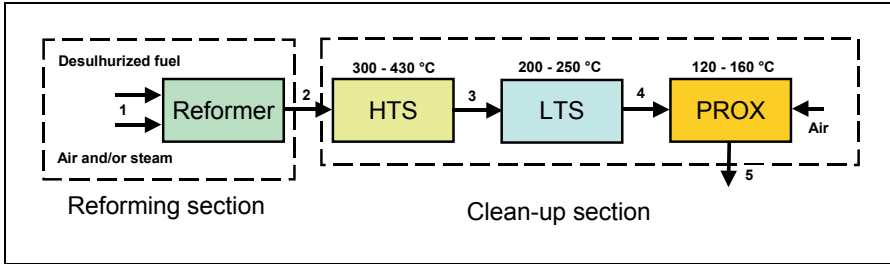 Desulhurized fuel
300 - 430 °C
200 - 250 °C
120 - 160 °C
1
Reformer
2
HTS
3
LTS
4
PROX
Air
Air and/or steam
5
Reforming section
Clean-up section